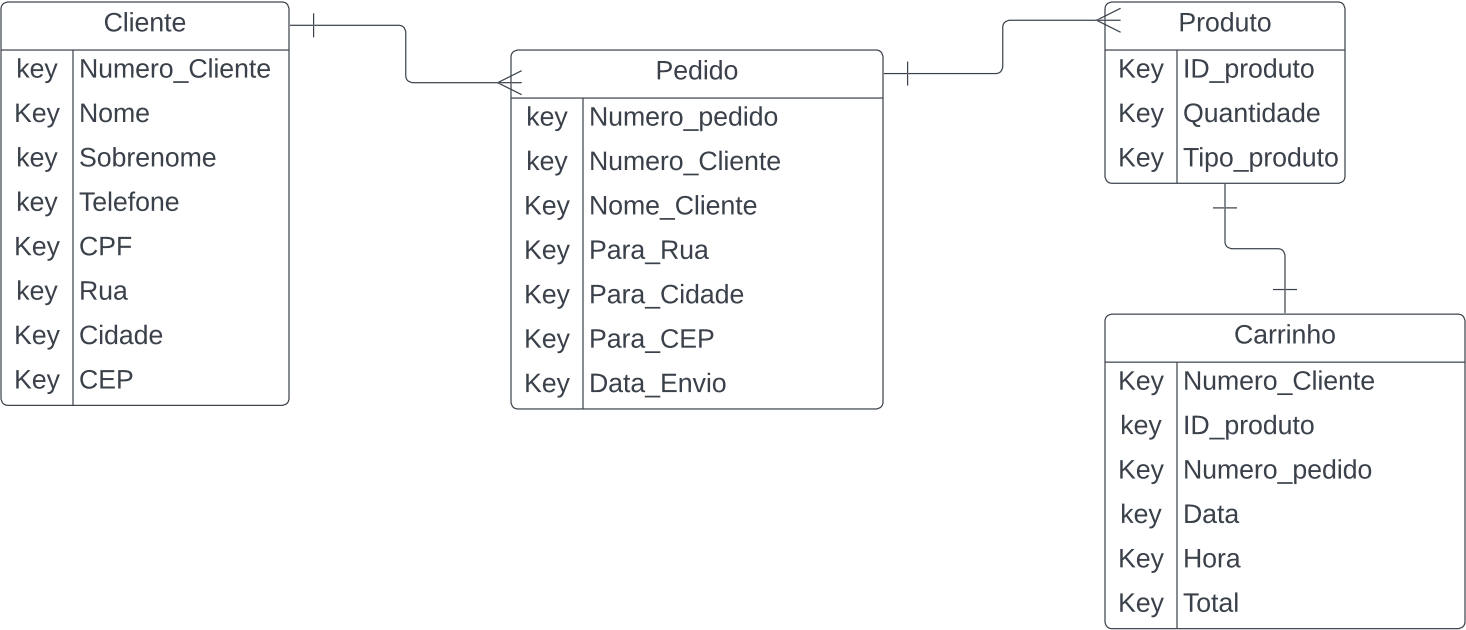 Cliente
key Numero_Cliente
Key Nome
key Sobrenome
key Telefone
Key CPF
key Rua
Key Cidade
Key CEP
Pedido
key Numero_pedido
key Numero_Cliente
Key Nome_Cliente
Key Para_Rua
Key Para_Cidade
Key Para_CEP
Key Data_Envio
Produto
Key ID_produto
Key Quantidade
Key Tipo_produto
Carrinho
Key Numero_Cliente
key ID_produto
Key Numero_pedido
key Data
Key Hora
Key Total